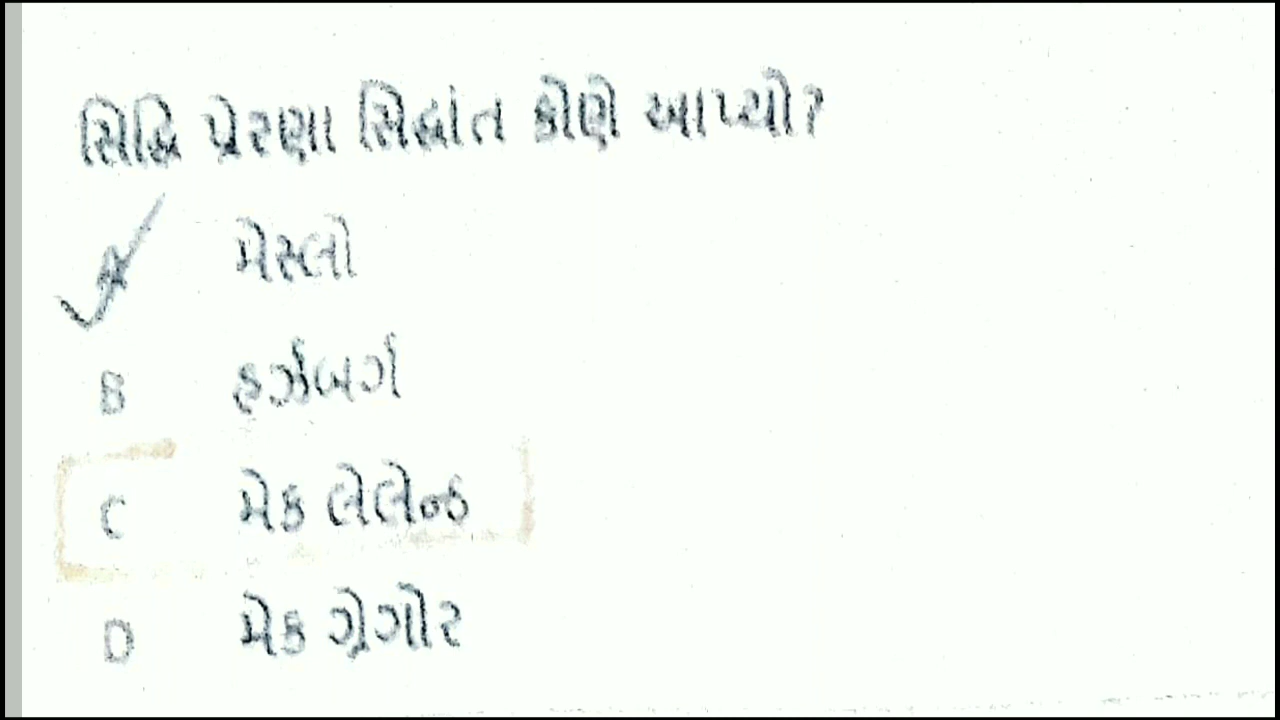 સિદ્ધિ પ્રેરણા સિદ્ધાંત કોણે આપ્યો?
A મેસ્લો
B હર્ઝબર્ગ
C મેક લેલેન્ડ
D મેક ગ્રેગોર